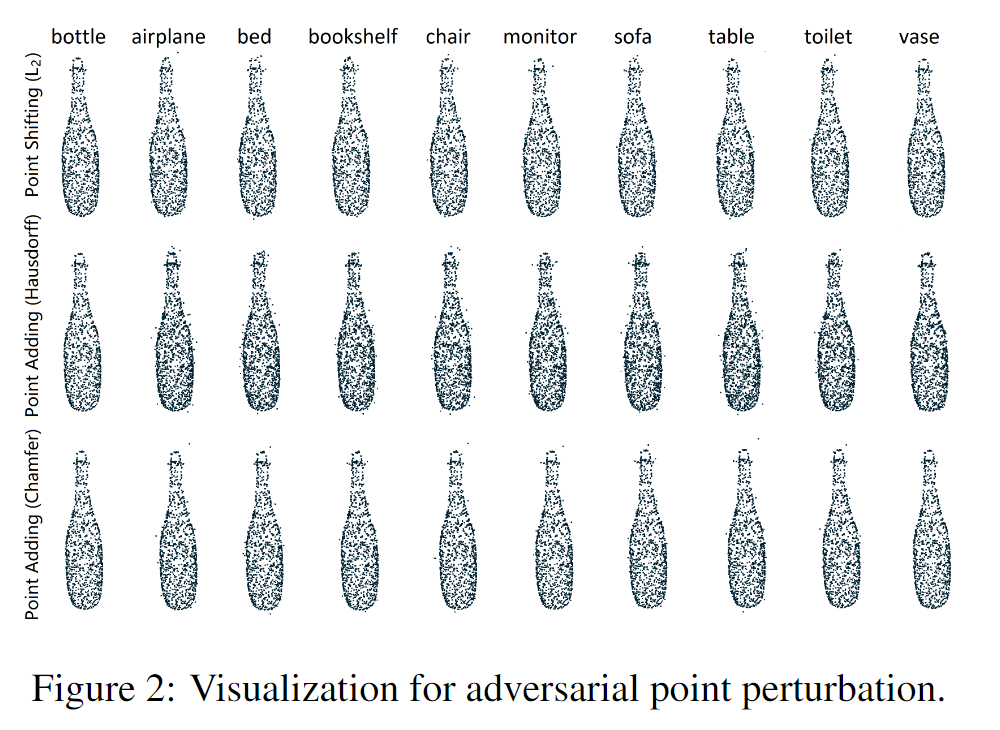 bottle airplane bed bookshelf chair monitor sofa table toilet vase
Point Shifting (L₂)
Point Adding (Hausdorff)
Point Adding (Chamfer)
Figure 2: Visualization for adversarial point perturbation.